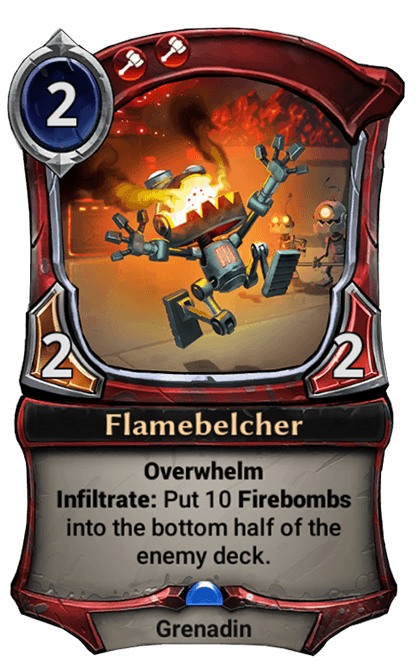 2
2
2
Flamebelcher
Overwhelm
Infiltrate: Put 10 Firebombs
into the bottom half of the
enemy deck.
Grenadin